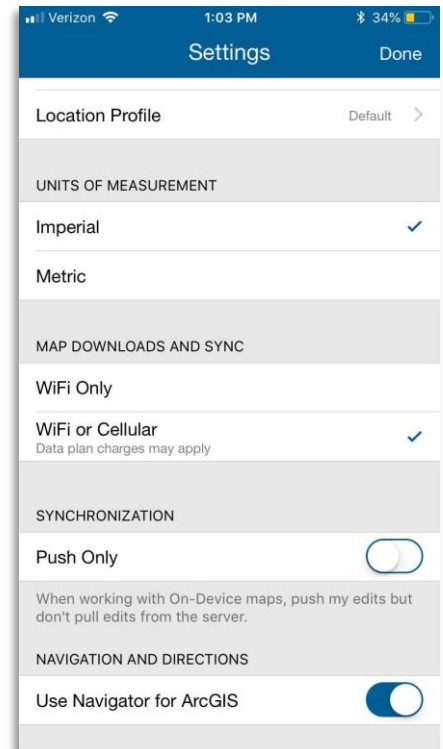 Verizon 1:03 PM 34%
Settings Done
Location Profile Default
UNITS OF MEASUREMENT
Imperial
Metric
MAP DOWNLOADS AND SYNC
WiFi Only
WiFi or Cellular
Data plan charges may apply
SYNCHRONIZATION
Push Only
When working with On-Device maps, push my edits but
don't pull edits from the server.
NAVIGATION AND DIRECTIONS
Use Navigator for ArcGIS